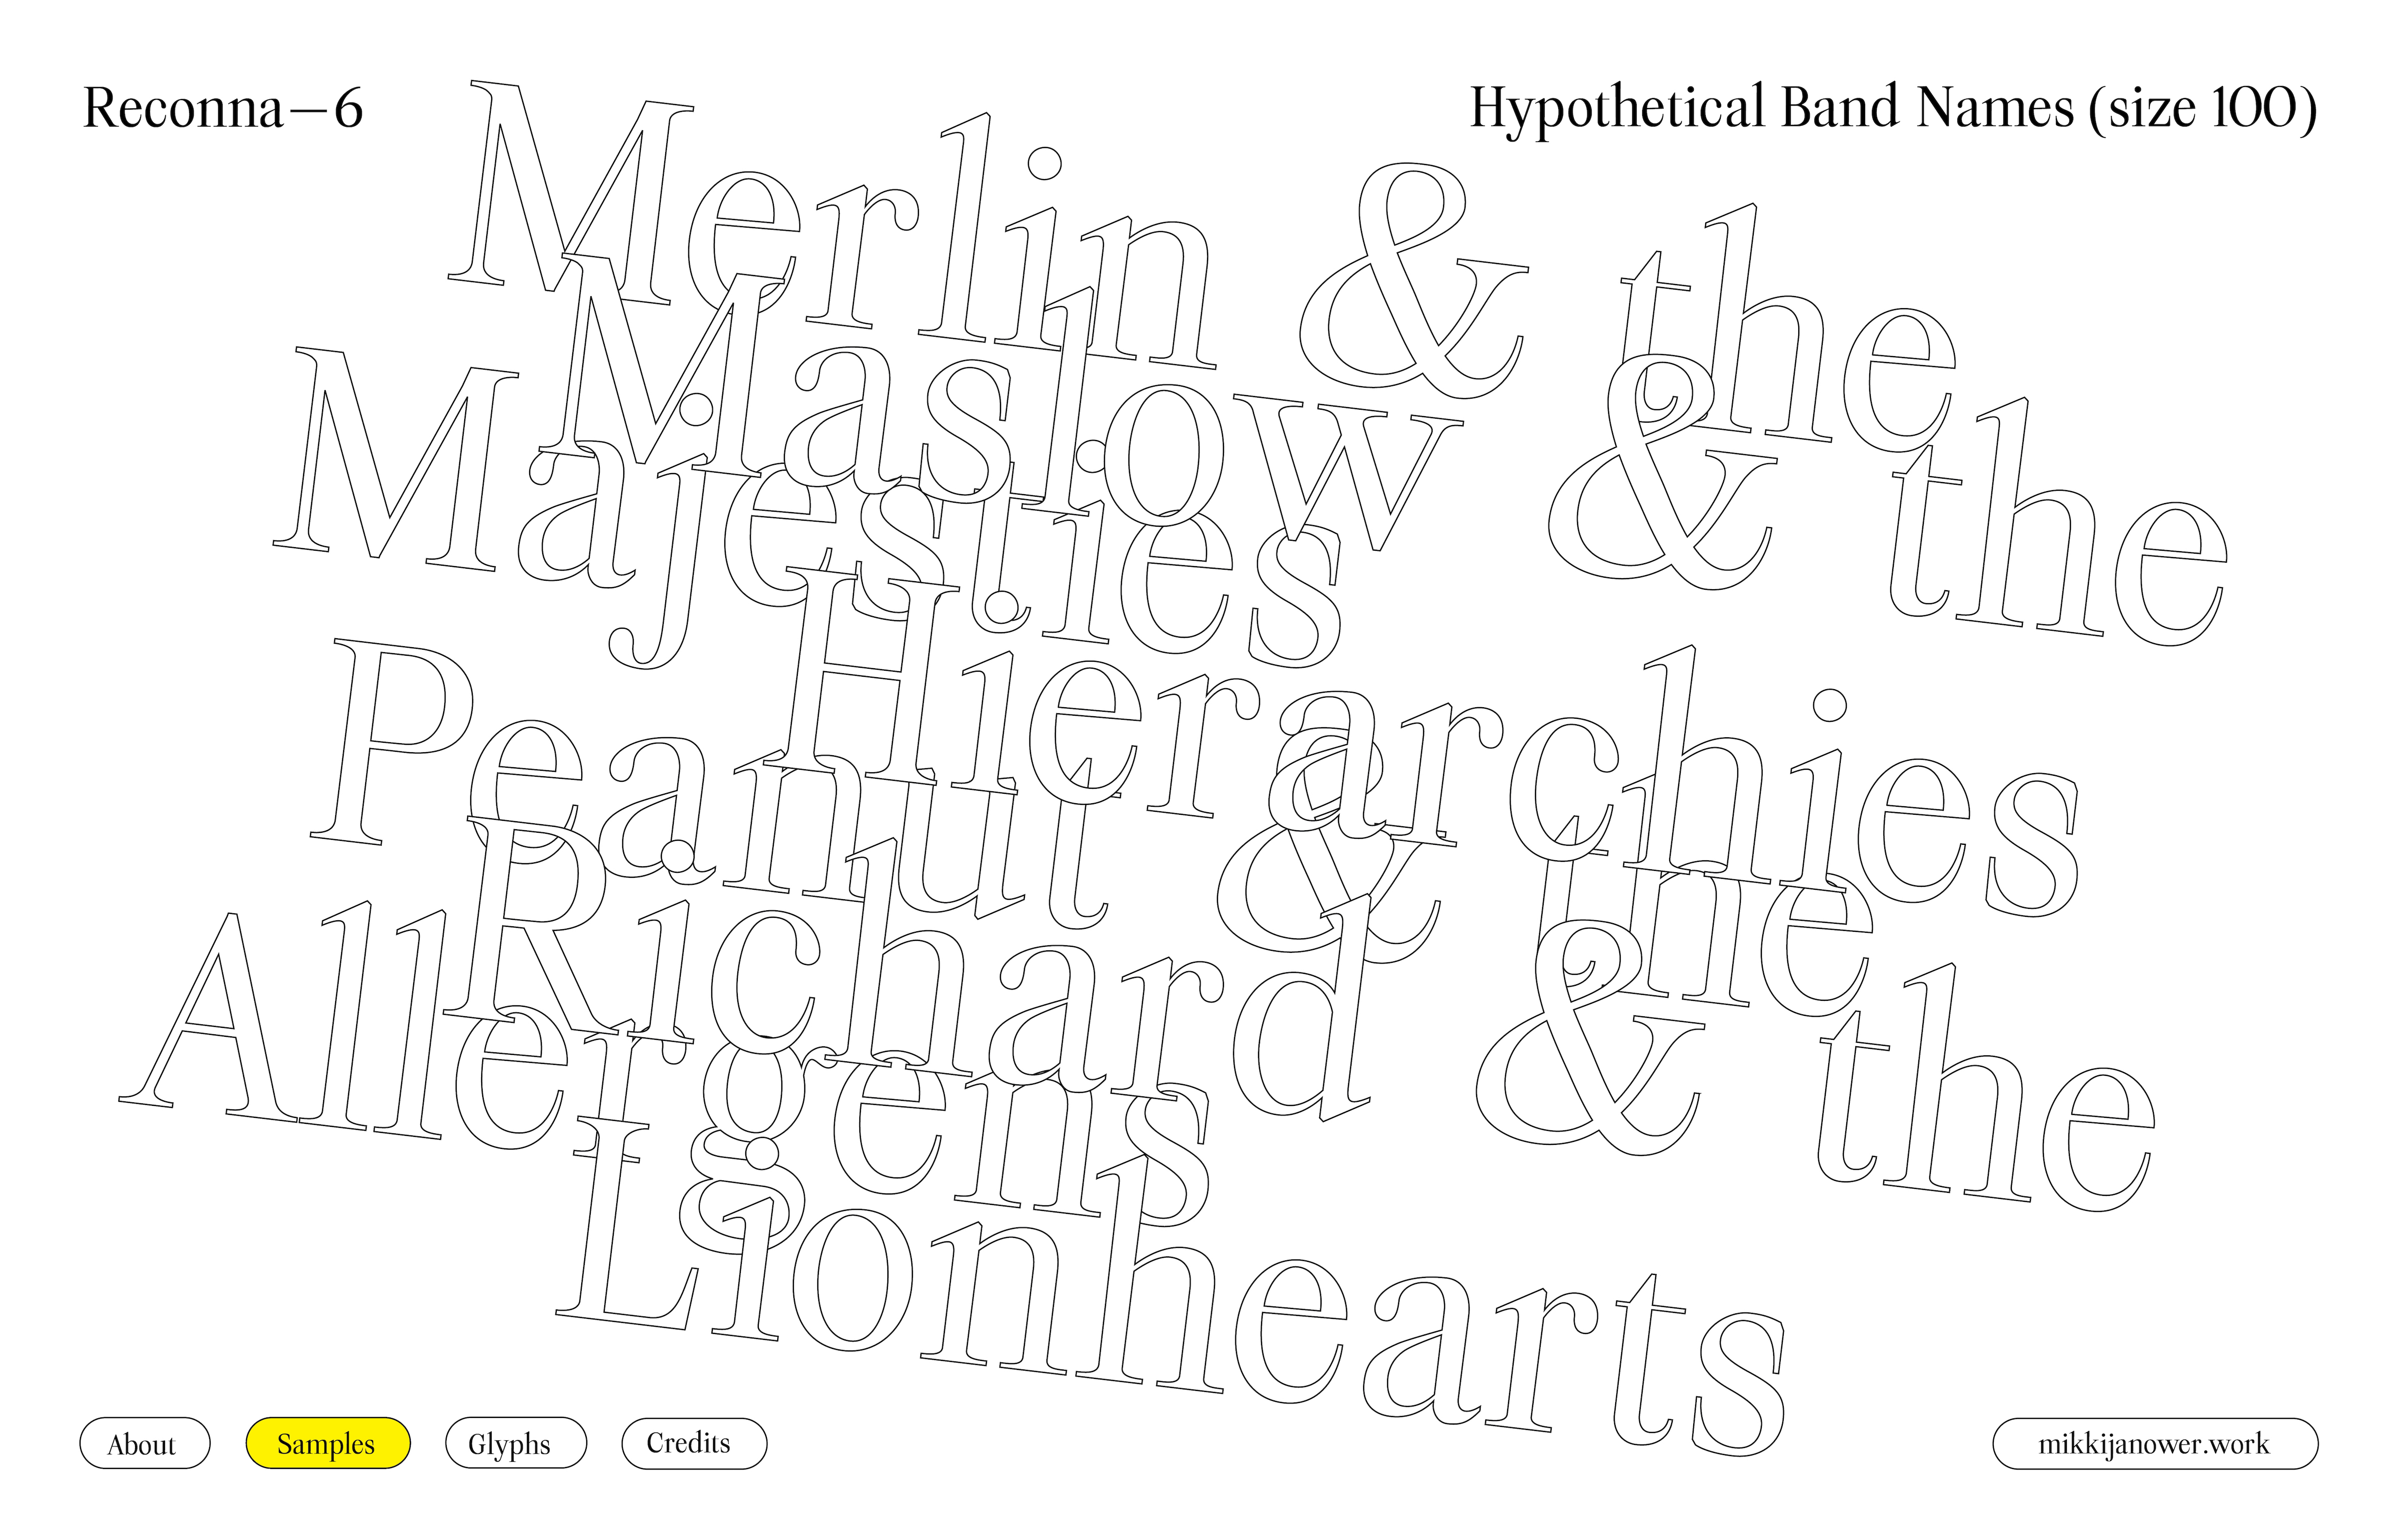 Reconna—6
Hypothetical Band Names (size 100)
Merlin & the
Majesties
Maslow & the
Hierarchies
Peanut & the
Allergens
Richard & the
Lionhearts
About
Samples
Glyphs
Credits
mikkijanower.work